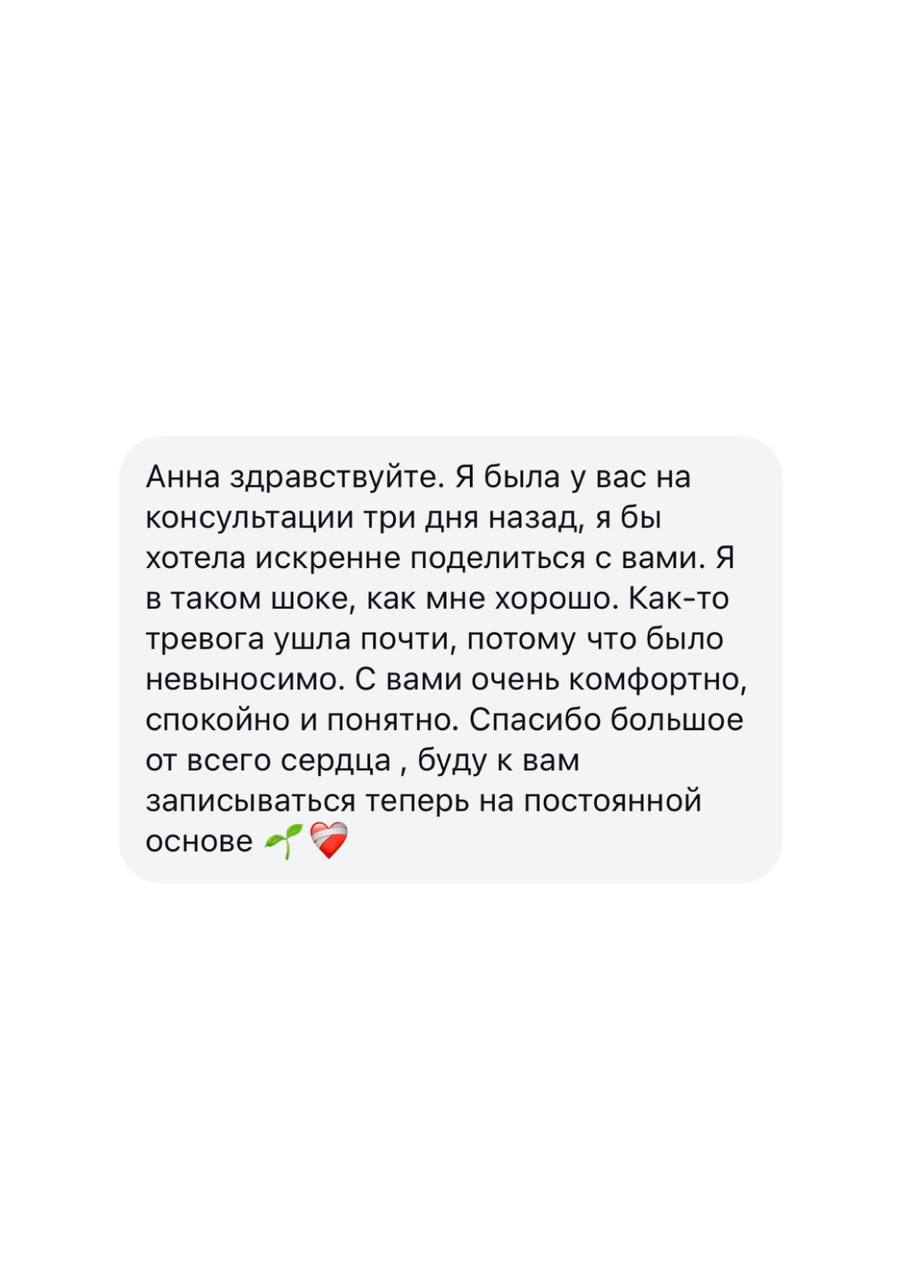 Анна здравствуйте. Я была у вас на
консультации три дня назад, я бы
хотела искренне поделиться с вами. Я
в таком шоке, как мне хорошо. Как-то
тревога ушла почти, потому что было
невыносимо. С вами очень комфортно,
спокойно и понятно. Спасибо большое
от всего сердца , буду к вам
записываться теперь на постоянной
основе 🌱❤️‍🩹